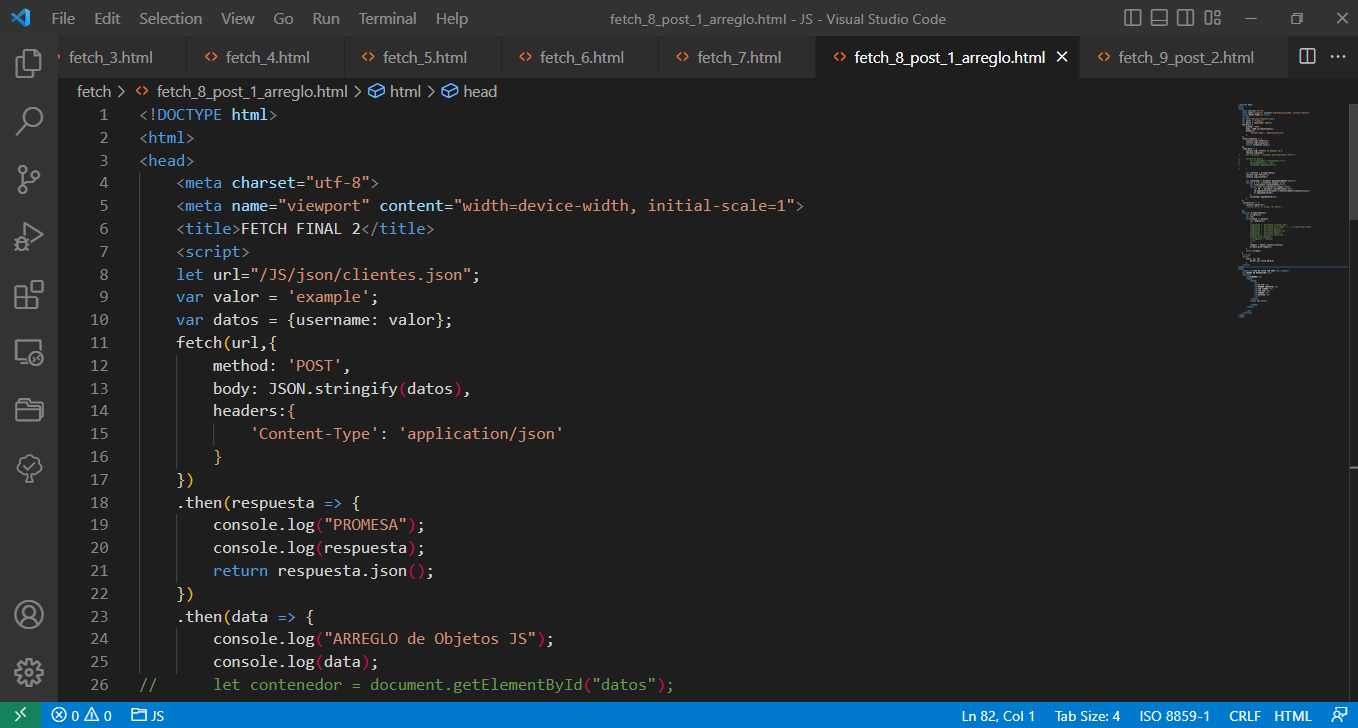 File Edit Selection View Go Run Terminal Help fetch_8_post_1_arreglo.html - JS - Visual Studio Code
fetch_3.html fetch_4.html fetch_5.html fetch_6.html fetch_7.html fetch_8_post_1_arreglo.html fetch_9_post_2.html
fetch > fetch_8_post_1_arreglo.html > html > head
1 <!DOCTYPE html>
2 <html>
3 <head>
4 <meta charset="utf-8">
5 <meta name="viewport" content="width=device-width, initial-scale=1">
6 <title>FETCH FINAL 2</title>
7 <script>
8 let url="/JS/json/clientes.json";
9 var valor = 'example';
10 var datos = {username: valor};
11 fetch(url,{
12 method: 'POST',
13 body: JSON.stringify(datos),
14 headers:{
15 'Content-Type': 'application/json'
16 }
17 })
18 .then(respuesta => {
19 console.log("PROMESA");
20 console.log(respuesta);
21 return respuesta.json();
22 })
23 .then(data => {
24 console.log("ARREGLO de Objetos JS");
25 console.log(data);
26 // let contenedor = document.getElementById("datos");
0 0 JS Ln 82, Col 1 Tab Size: 4 ISO 8859-1 CRLF HTML